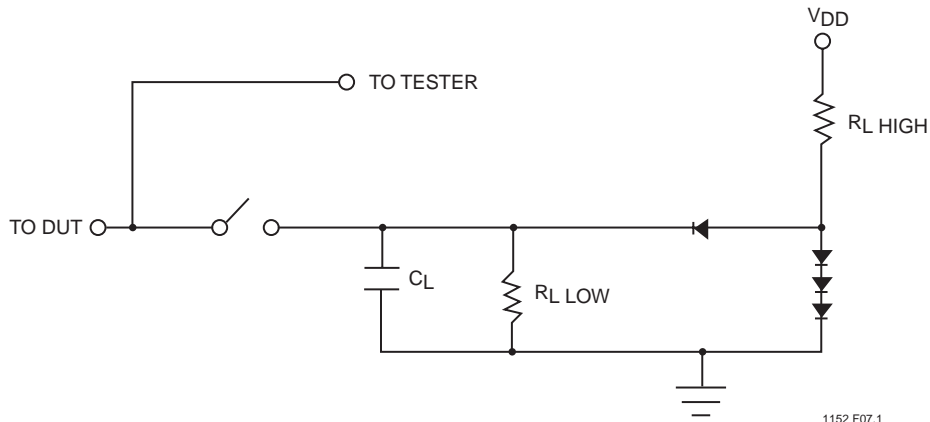 VDD
TO TESTER
RL HIGH
TO DUT
CL
RL LOW
1152 F07.1